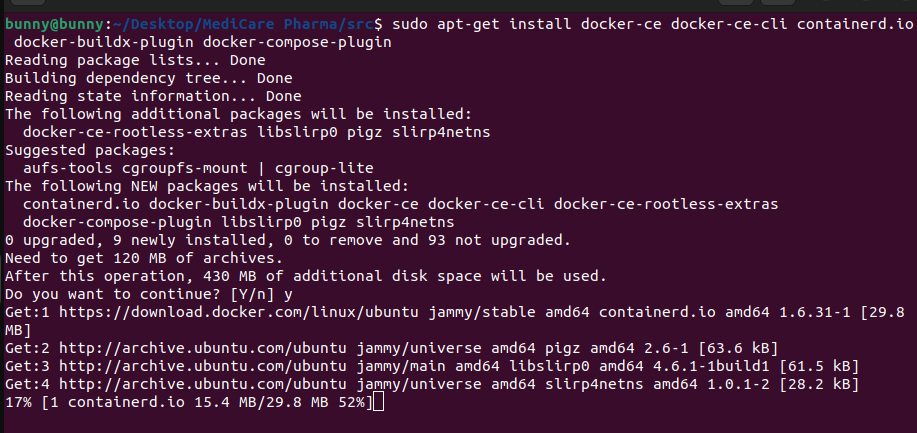 bunny@bunny:~/Desktop/MediCare Pharma/src$ sudo apt-get install docker-ce docker-ce-cli containerd.io
 docker-buildx-plugin docker-compose-plugin
Reading package lists... Done
Building dependency tree... Done
Reading state information... Done
The following additional packages will be installed:
  docker-ce-rootless-extras libslirp0 pigz slirp4netns
Suggested packages:
  aufs-tools cgroupfs-mount | cgroup-lite
The following NEW packages will be installed:
  containerd.io docker-buildx-plugin docker-ce docker-ce-cli docker-ce-rootless-extras
  docker-compose-plugin libslirp0 pigz slirp4netns
0 upgraded, 9 newly installed, 0 to remove and 93 not upgraded.
Need to get 120 MB of archives.
After this operation, 430 MB of additional disk space will be used.
Do you want to continue? [Y/n] y
Get:1 https://download.docker.com/linux/ubuntu jammy/stable amd64 containerd.io amd64 1.6.31-1 [29.8
MB]
Get:2 http://archive.ubuntu.com/ubuntu jammy/universe amd64 pigz amd64 2.6-1 [63.6 kB]
Get:3 http://archive.ubuntu.com/ubuntu jammy/main amd64 libslirp0 amd64 4.6.1-1build1 [61.5 kB]
Get:4 http://archive.ubuntu.com/ubuntu jammy/universe amd64 slirp4netns amd64 1.0.1-2 [28.2 kB]
17% [1 containerd.io 15.4 MB/29.8 MB 52%]